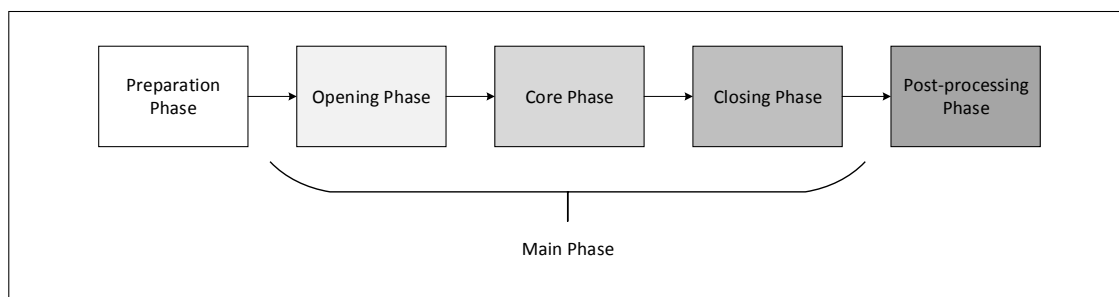 Preparation
Phase
Opening Phase
Core Phase
Closing Phase
Post-processing
Phase
Main Phase